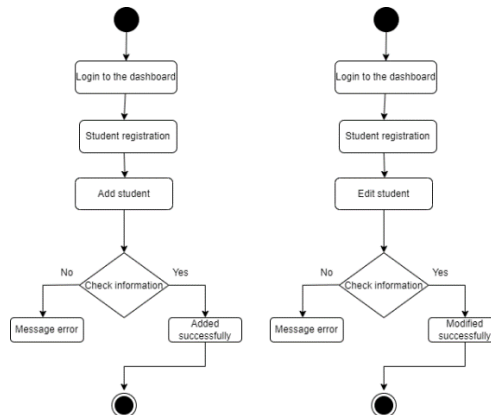 Login to the dashboard
Student registration
Add student
No
Yes
Check information
Message error
Added
successfully
Login to the dashboard
Student registration
Edit student
No
Yes
Check information
Message error
Modified
successfully